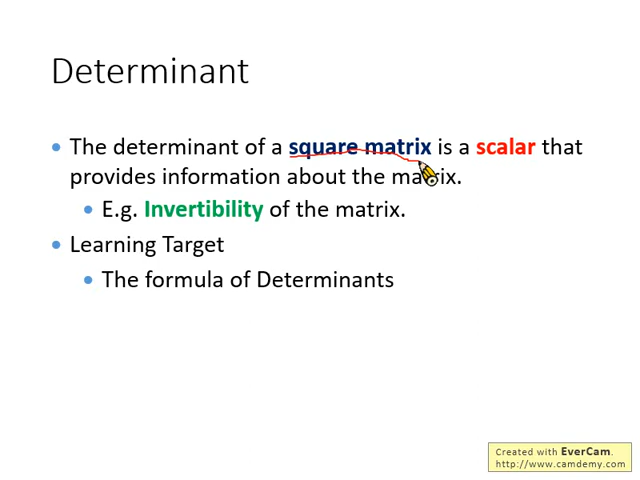 Determinant
• The determinant of a square matrix is a scalar that
provides information about the matrix.
• E.g. Invertibility of the matrix.
• Learning Target
• The formula of Determinants
Created with EverCam.
http://www.camdemy.com